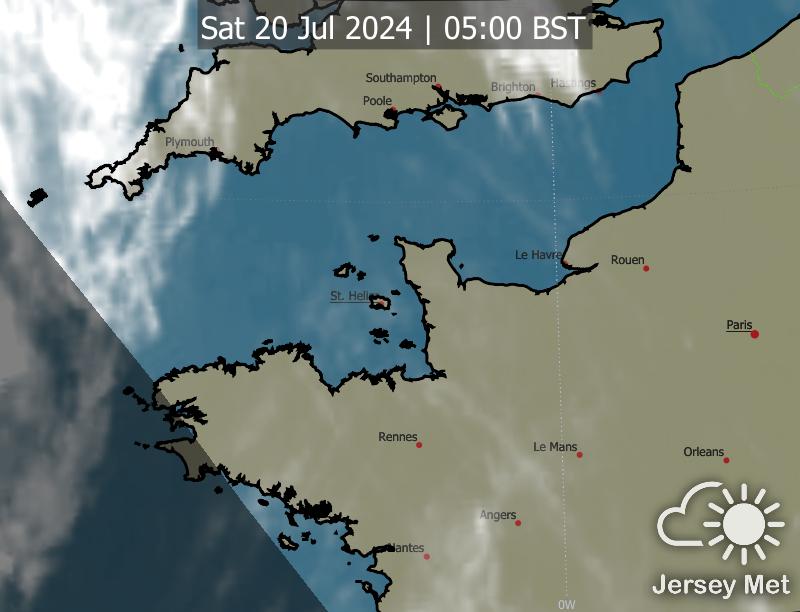 Sat 20 Jul 2024 | 05:00 BST
Southampton
Brighton
Hastings
Poole
Plymouth
Le Havre
Rouen
St. Helier
Paris
Rennes
Le Mans
Orleans
Angers
Nantes
0W
Jersey Met